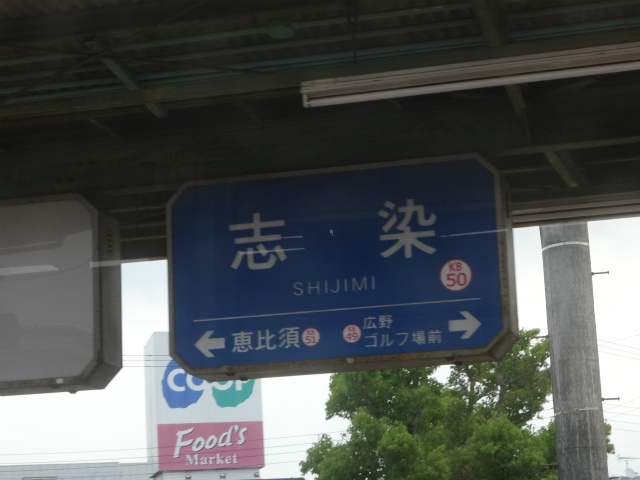 志染
SHIJIMI
KB
50
← 恵比須 KB 51
KB 49 広野
ゴルフ場前 →
COOP
Food's
Market